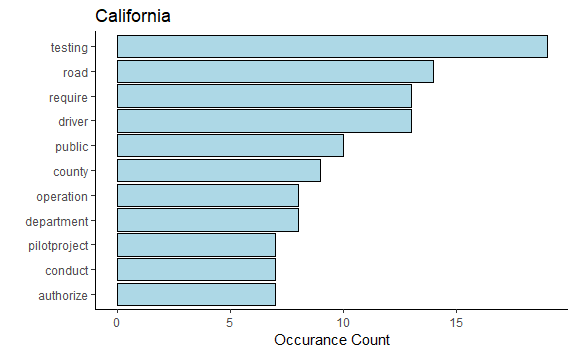 California
testing
road
require
driver
public
county
operation
department
pilotproject
conduct
authorize
0 5 10 15
Occurance Count